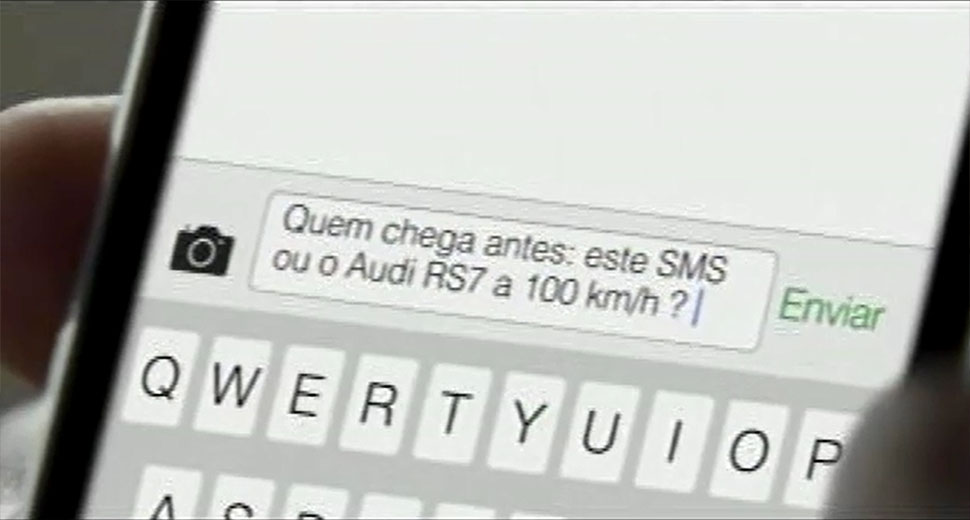 Quem chega antes: este SMS
ou o Audi RS7 a 100 km/h ?
Enviar
Q W E R T Y U I O P
A S D